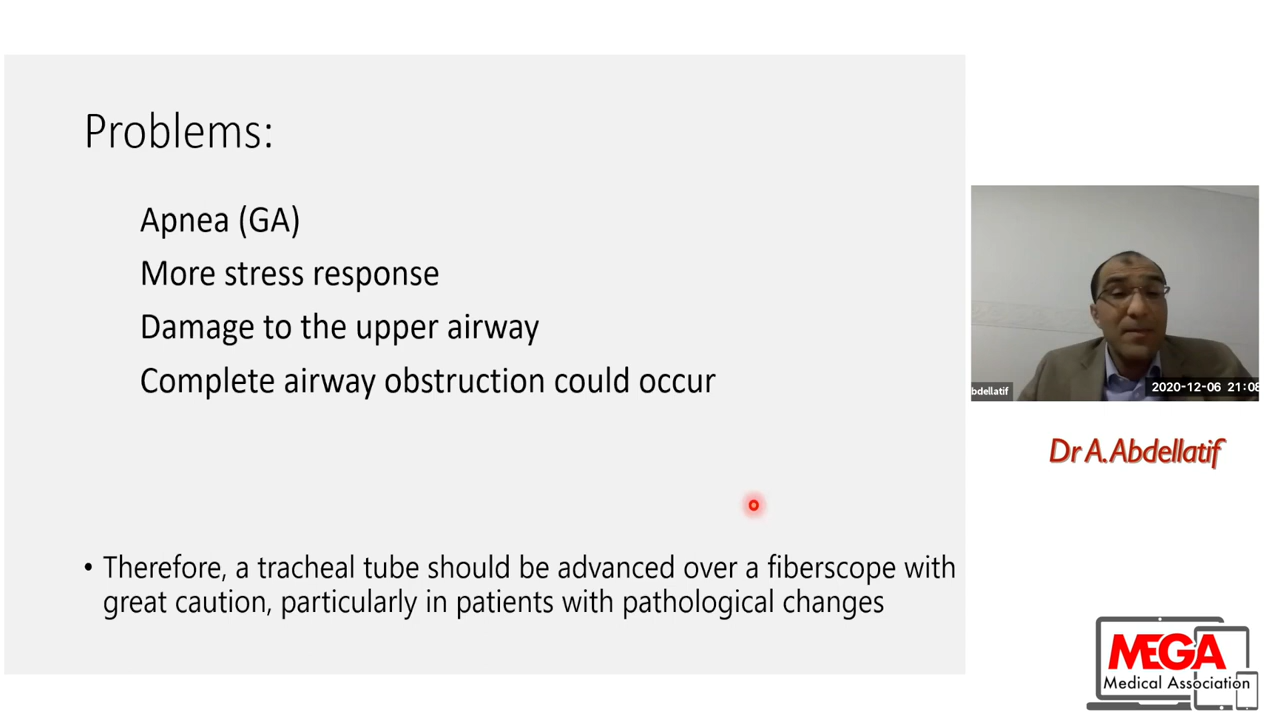 Problems:
Apnea (GA)
More stress response
Damage to the upper airway
Complete airway obstruction could occur
• Therefore, a tracheal tube should be advanced over a fiberscope with
great caution, particularly in patients with pathological changes
bdellatif
2020-12-06 21:08
Dr A.Abdellatif
MEGA
Medical Association